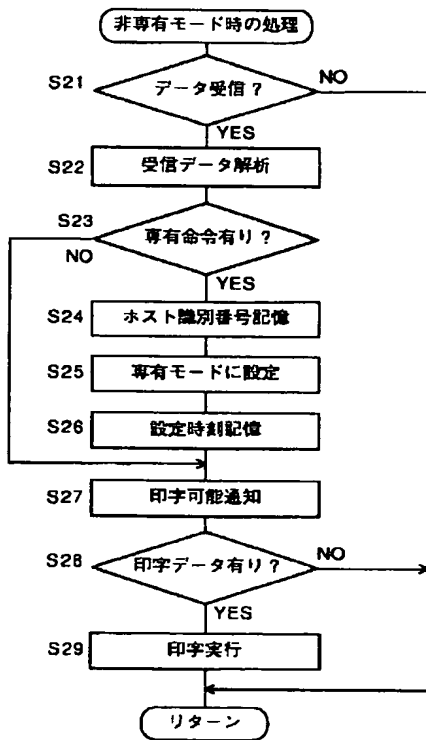 非専有モード時の処理
S21
データ受信？
NO
YES
S22
受信データ解析
S23
専有命令有り？
NO
YES
S24
ホスト識別番号記憶
S25
専有モードに設定
S26
設定時刻記憶
S27
印字可能通知
S28
印字データ有り？
NO
YES
S29
印字実行
リターン